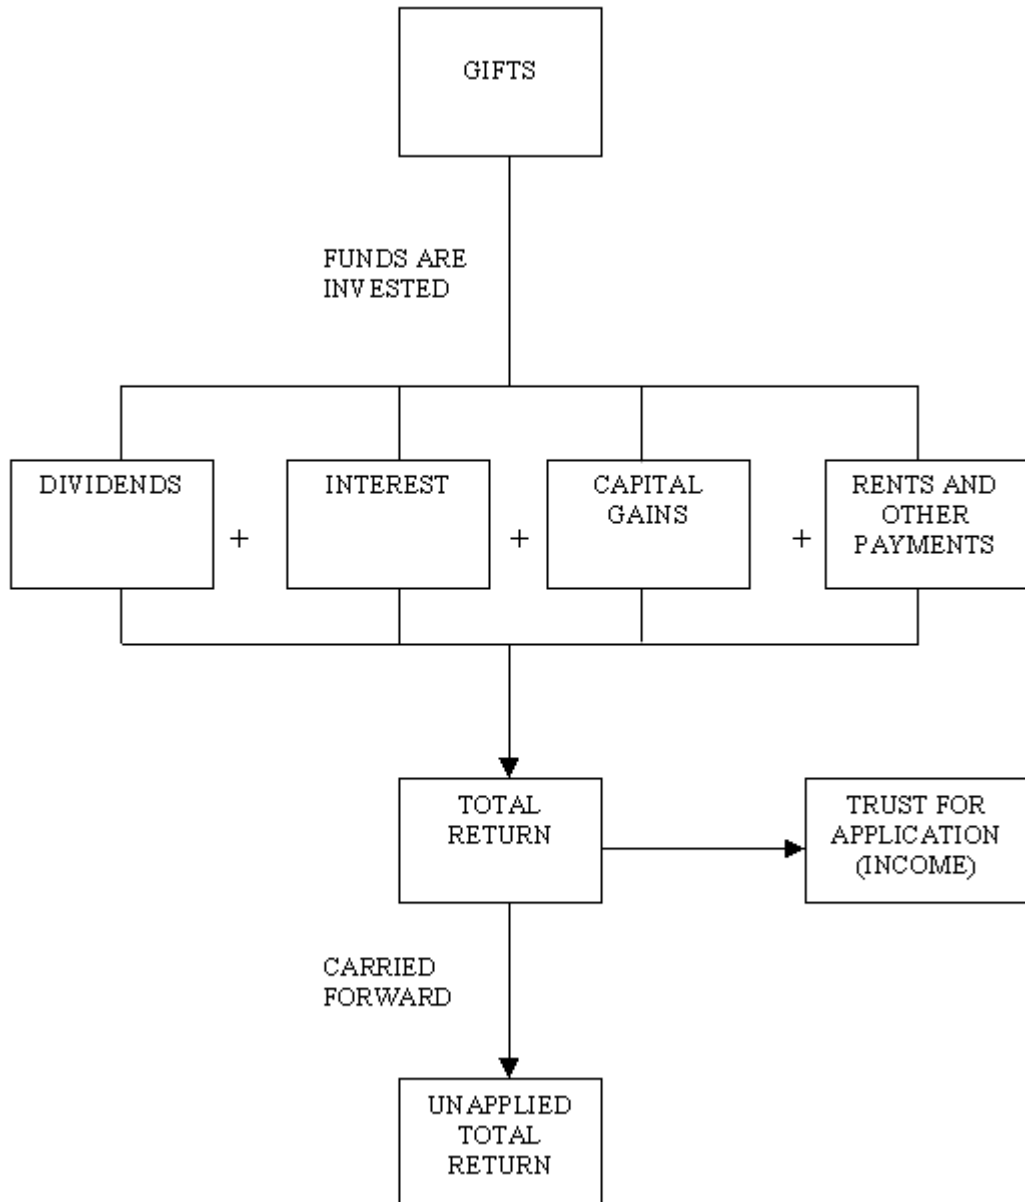 GIFTS
FUNDS ARE
INVESTED
DIVIDENDS
+
INTEREST
+
CAPITAL
GAINS
+
RENTS AND
OTHER
PAYMENTS
TOTAL
RETURN
TRUST FOR
APPLICATION
(INCOME)
CARRIED
FORWARD
UNAPPLIED
TOTAL
RETURN